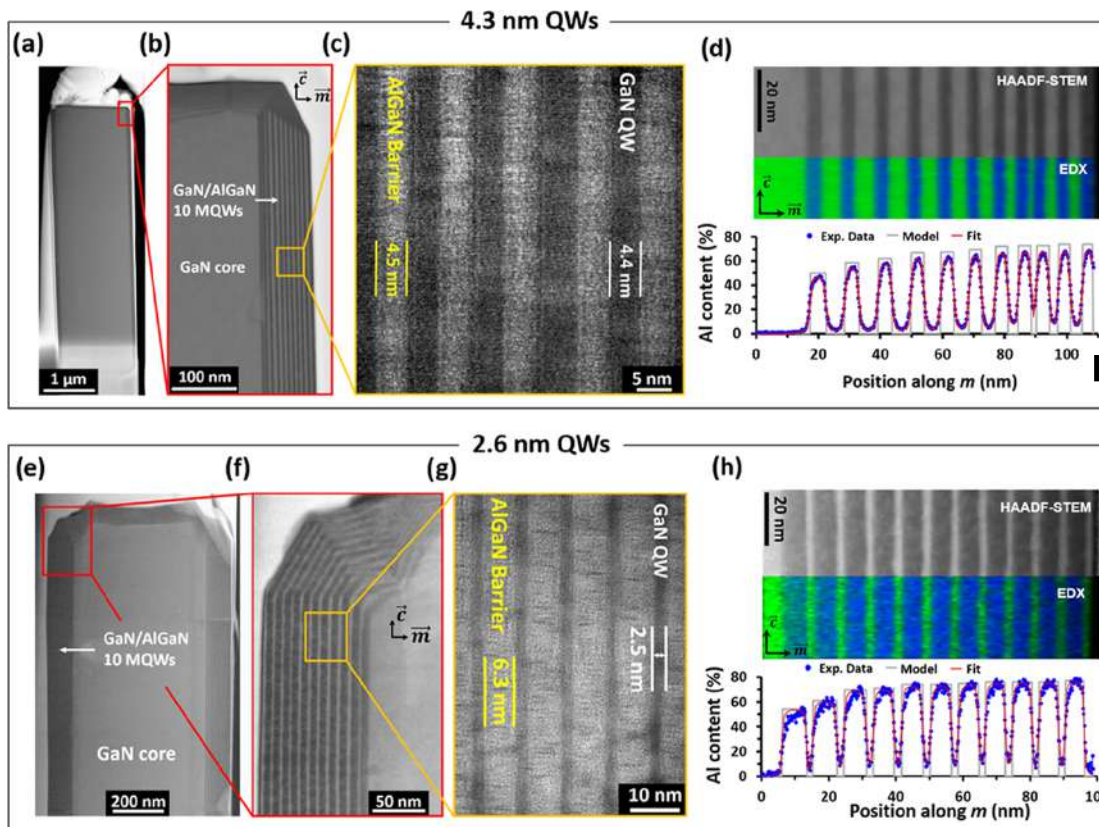 4.3 nm QWs
(a)
(b)
(c)
(d)
1 μm
c
m
GaN/AlGaN
10 MQWs
GaN core
100 nm
AlGaN Barrier
4.5 nm
GaN QW
4.4 nm
5 nm
20 nm
HAADF-STEM
EDX
c
m
Exp. Data
Model
Fit
Al content (%)
80
60
40
20
0
0 20 40 60 80 100
Position along m (nm)
2.6 nm QWs
(e)
(f)
(g)
(h)
GaN/AlGaN
10 MQWs
GaN core
200 nm
c
m
50 nm
AlGaN Barrier
6.3 nm
GaN QW
2.5 nm
10 nm
20 nm
HAADF-STEM
EDX
c
m
Exp. Data
Model
Fit
Al content (%)
80
60
40
20
0
0 20 40 60 80
Position along m (nm)